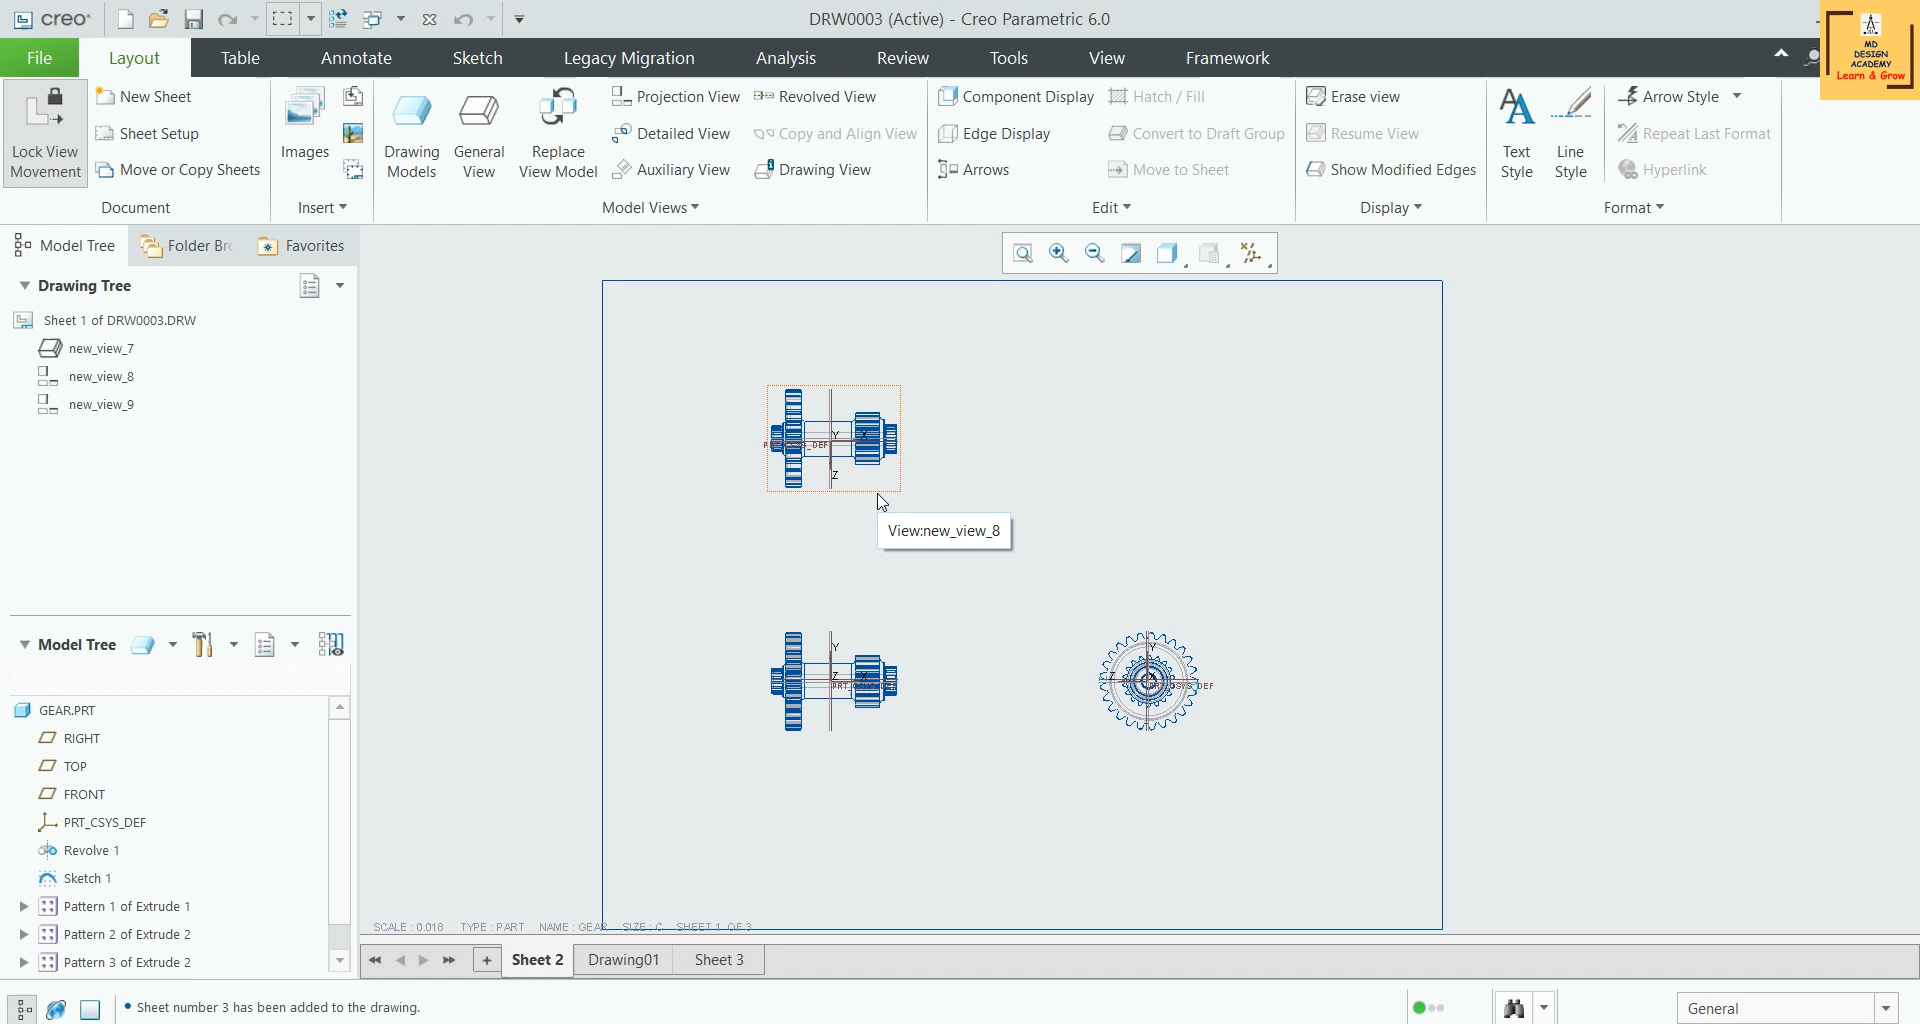 creo°
DRW0003 (Active) - Creo Parametric 6.0
MD
DESIGN
ACADEMY
Learn & Grow
File Layout Table Annotate Sketch Legacy Migration Analysis Review Tools View Framework
Lock View Movement
New Sheet
Sheet Setup
Move or Copy Sheets
Document
Images
Insert
Drawing Models
General View
Replace View Model
Projection View
Detailed View
Auxiliary View
Revolved View
Copy and Align View
Drawing View
Model Views
Component Display
Edge Display
Arrows
Hatch / Fill
Convert to Draft Group
Move to Sheet
Edit
Erase view
Resume View
Show Modified Edges
Display
Text Style
Line Style
Arrow Style
Repeat Last Format
Hyperlink
Format
Model Tree Folder Br Favorites
Drawing Tree
Sheet 1 of DRW0003.DRW
new_view_7
new_view_8
new_view_9
Y
X
_DEF
Z
View:new_view_8
Y
Z X
Y
Z X
Model Tree
GEAR.PRT
RIGHT
TOP
FRONT
PRT_CSYS_DEF
Revolve 1
Sketch 1
Pattern 1 of Extrude 1
Pattern 2 of Extrude 2
Pattern 3 of Extrude 2
SCALE : 0.018 TYPE : PART NAME : GEAR SIZE : C SHEET 1 OF 3
Sheet 2 Drawing01 Sheet 3
Sheet number 3 has been added to the drawing.
General